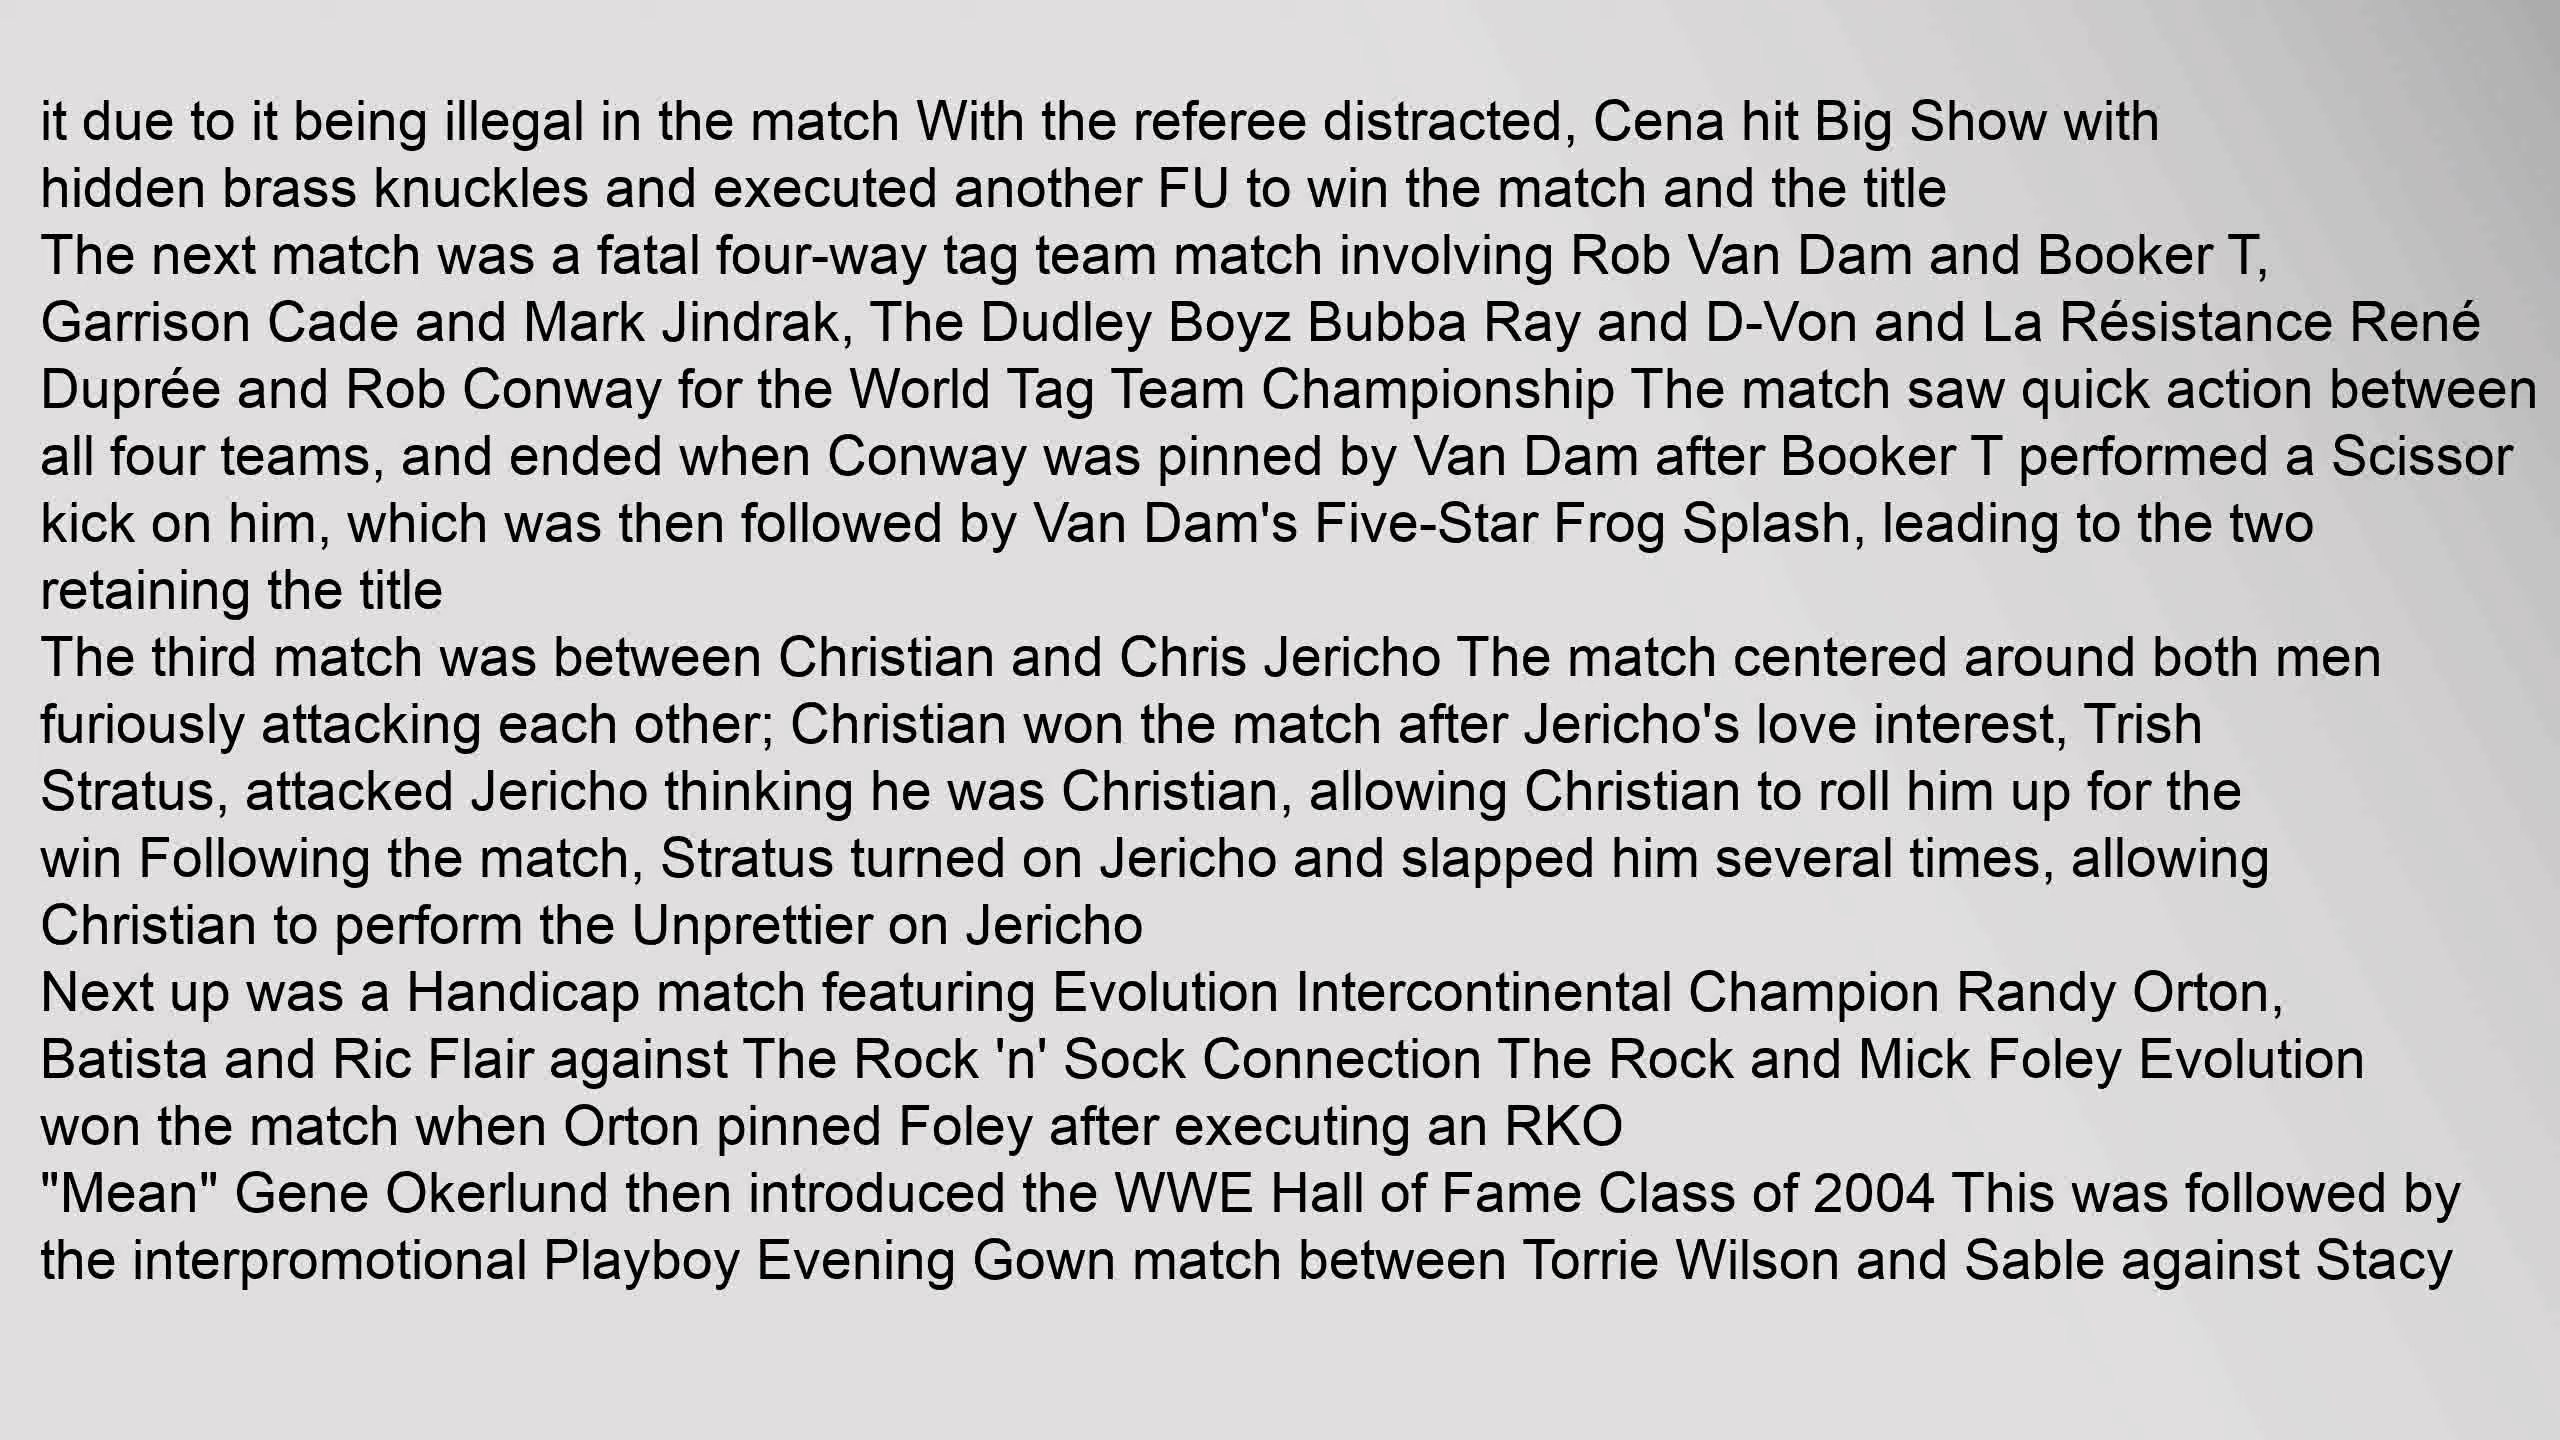 it due to it being illegal in the match With the referee distracted, Cena hit Big Show with
hidden brass knuckles and executed another FU to win the match and the title
The next match was a fatal four-way tag team match involving Rob Van Dam and Booker T,
Garrison Cade and Mark Jindrak, The Dudley Boyz Bubba Ray and D-Von and La Résistance René
Duprée and Rob Conway for the World Tag Team Championship The match saw quick action between
all four teams, and ended when Conway was pinned by Van Dam after Booker T performed a Scissor
kick on him, which was then followed by Van Dam's Five-Star Frog Splash, leading to the two
retaining the title
The third match was between Christian and Chris Jericho The match centered around both men
furiously attacking each other; Christian won the match after Jericho's love interest, Trish
Stratus, attacked Jericho thinking he was Christian, allowing Christian to roll him up for the
win Following the match, Stratus turned on Jericho and slapped him several times, allowing
Christian to perform the Unprettier on Jericho
Next up was a Handicap match featuring Evolution Intercontinental Champion Randy Orton,
Batista and Ric Flair against The Rock 'n' Sock Connection The Rock and Mick Foley Evolution
won the match when Orton pinned Foley after executing an RKO
"Mean" Gene Okerlund then introduced the WWE Hall of Fame Class of 2004 This was followed by
the interpromotional Playboy Evening Gown match between Torrie Wilson and Sable against Stacy